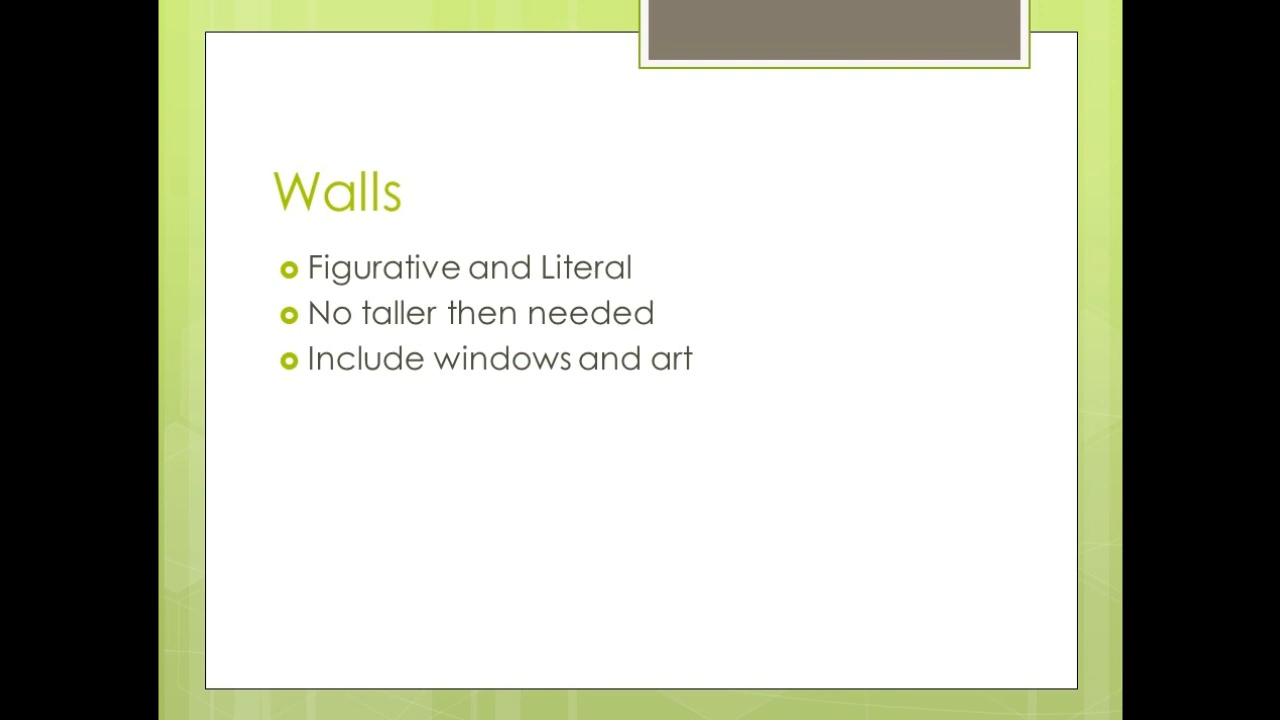 Walls
Figurative and Literal
No taller then needed
Include windows and art